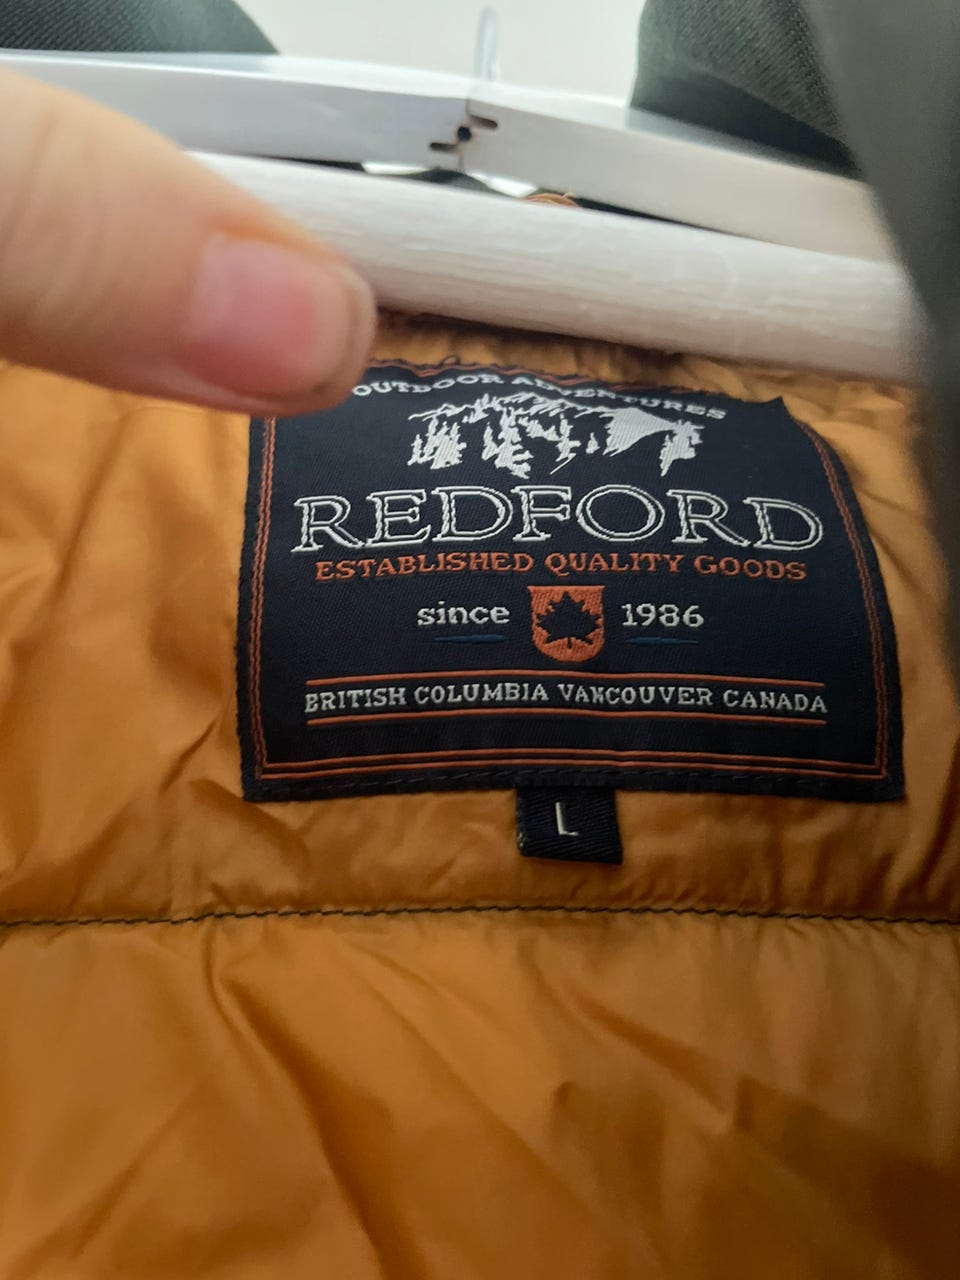 OUTDOOR ADVENTURES
REDFORD
ESTABLISHED QUALITY GOODS
since 1986
BRITISH COLUMBIA VANCOUVER CANADA
L